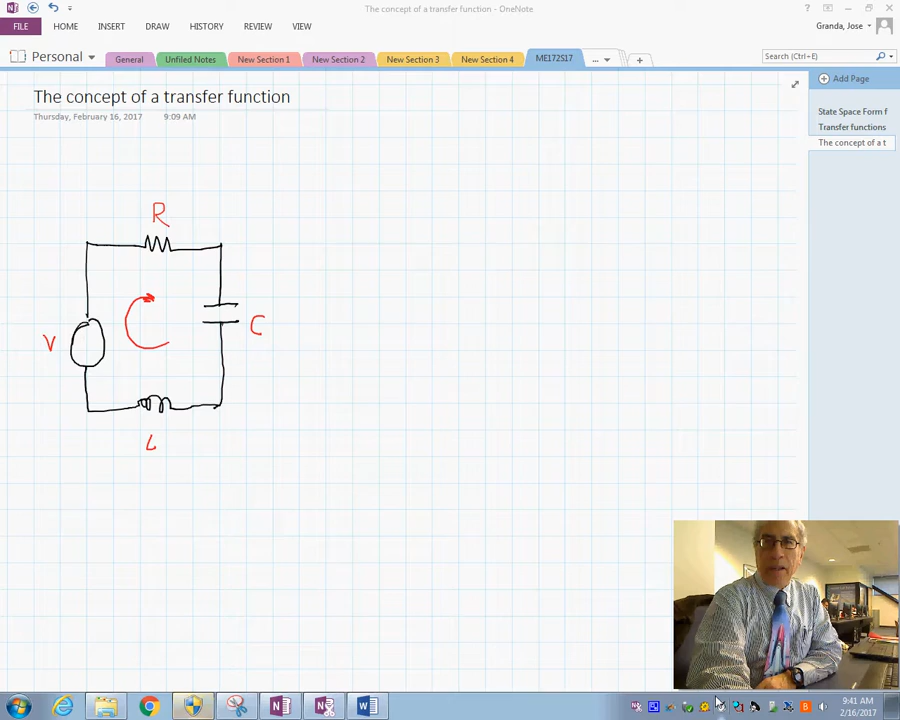 The concept of a transfer function - OneNote
?
FILE HOME INSERT DRAW HISTORY REVIEW VIEW
Granda, Jose
Personal General Unfiled Notes New Section 1 New Section 2 New Section 3 New Section 4 ME172S17 ... +
Search (Ctrl+E)
The concept of a transfer function
Thursday, February 16, 2017 9:09 AM
Add Page
State Space Form f
Transfer functions
The concept of a t
R
V
C
L
9:41 AM
2/16/2017